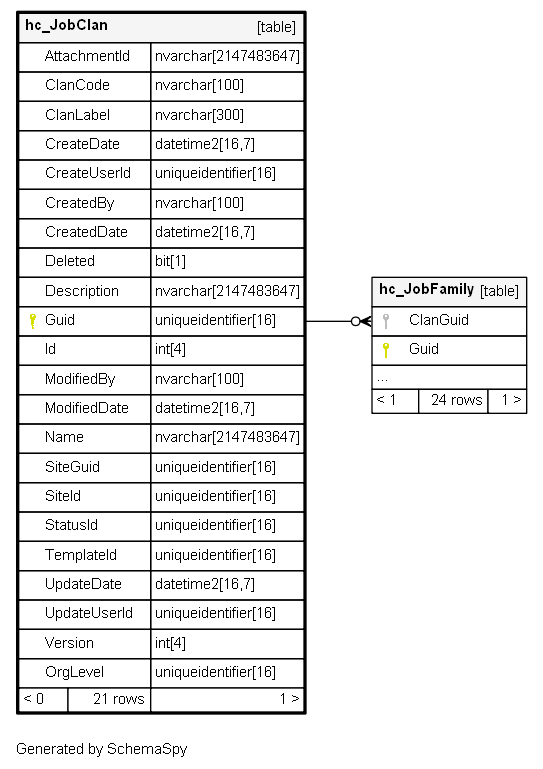 hc_JobClan [table]
AttachmentId nvarchar[2147483647]
ClanCode nvarchar[100]
ClanLabel nvarchar[300]
CreateDate datetime2[16,7]
CreateUserId uniqueidentifier[16]
CreatedBy nvarchar[100]
CreatedDate datetime2[16,7]
Deleted bit[1]
Description nvarchar[2147483647]
Guid uniqueidentifier[16]
Id int[4]
ModifiedBy nvarchar[100]
ModifiedDate datetime2[16,7]
Name nvarchar[2147483647]
SiteGuid uniqueidentifier[16]
SiteId uniqueidentifier[16]
StatusId uniqueidentifier[16]
TemplateId uniqueidentifier[16]
UpdateDate datetime2[16,7]
UpdateUserId uniqueidentifier[16]
Version int[4]
OrgLevel uniqueidentifier[16]
< 0 21 rows 1 >
hc_JobFamily [table]
ClanGuid
Guid
...
< 1 24 rows 1 >
Generated by SchemaSpy